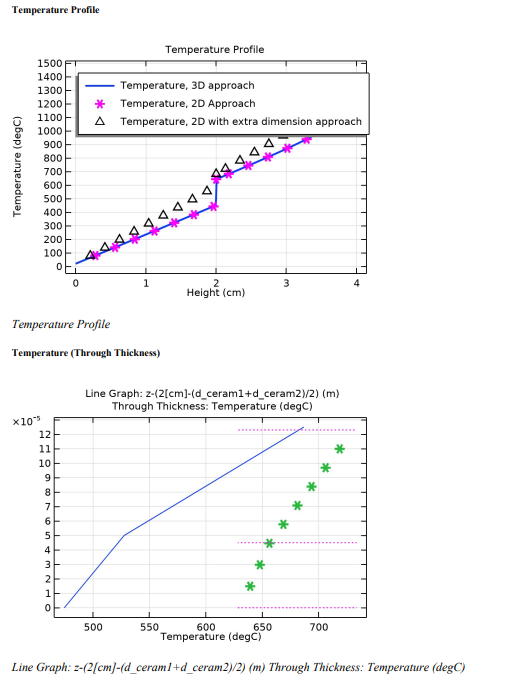 Temperature Profile
Temperature Profile
Temperature (degC)
1500
1400
1300
1200
1100
1000
900
800
700
600
500
400
300
200
100
0
Temperature, 3D approach
Temperature, 2D Approach
Temperature, 2D with extra dimension approach
0 1 2 3 4
Height (cm)
Temperature Profile
Temperature (Through Thickness)
Line Graph: z-(2[cm]-(d_ceram1+d_ceram2)/2) (m)
Through Thickness: Temperature (degC)
×10⁻⁵
12
11
10
9
8
7
6
5
4
3
2
1
0
500 550 600 650 700
Temperature (degC)
Line Graph: z-(2[cm]-(d_ceram1+d_ceram2)/2) (m) Through Thickness: Temperature (degC)